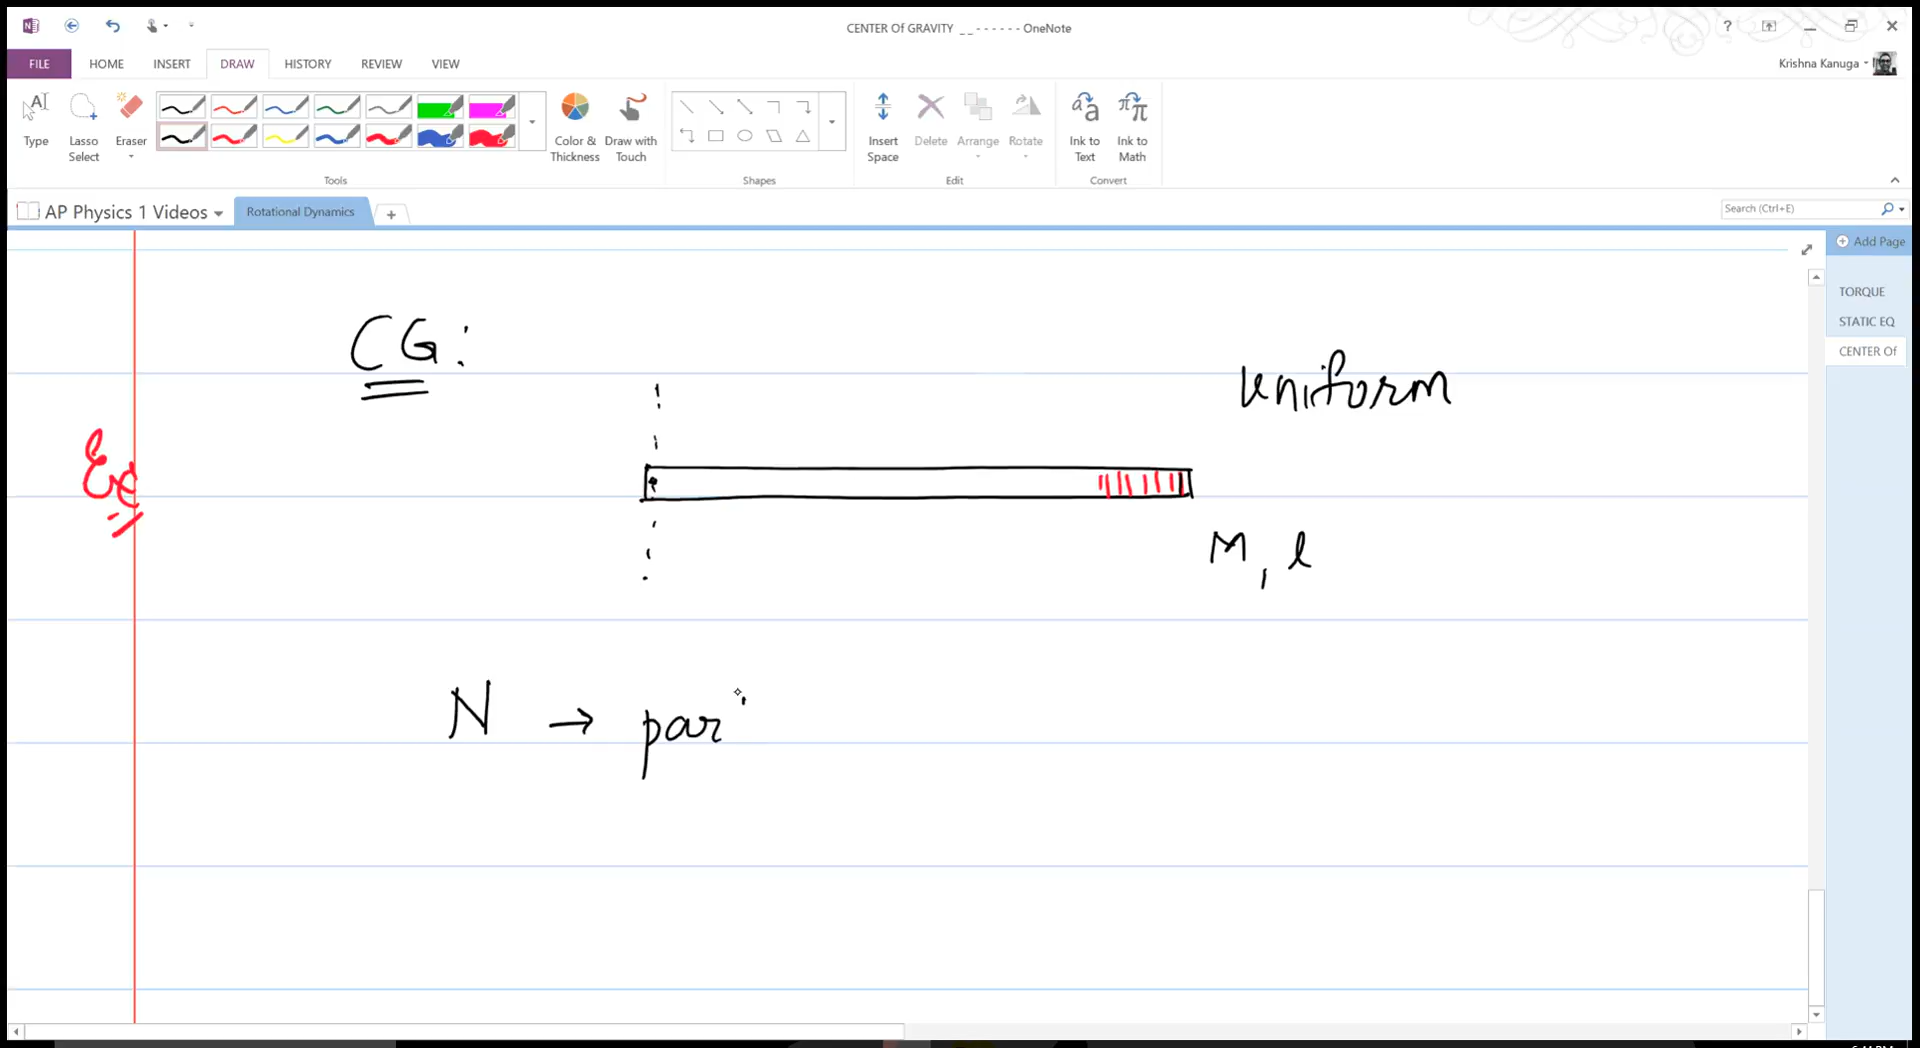 CENTER Of GRAVITY _ _ - - - - - - OneNote
?
FILE HOME INSERT DRAW HISTORY REVIEW VIEW
Krishna Kanuga
Type
Lasso Select
Eraser
Color & Thickness
Draw with Touch
Insert Space
Delete
Arrange
Rotate
Ink to Text
Ink to Math
Tools Shapes Edit Convert
AP Physics 1 Videos Rotational Dynamics +
Search (Ctrl+E)
Add Page
TORQUE
STATIC EQ
CENTER Of
CG:
uniform
Ex
M, l
N → par